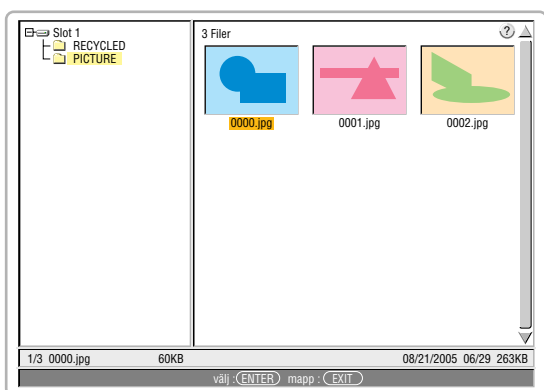 Slot 1
RECYCLED
PICTURE
3 Filer
?
0000.jpg 0001.jpg 0002.jpg
1/3 0000.jpg 60KB 08/21/2005 06/29 263KB
välj : ENTER mapp : EXIT